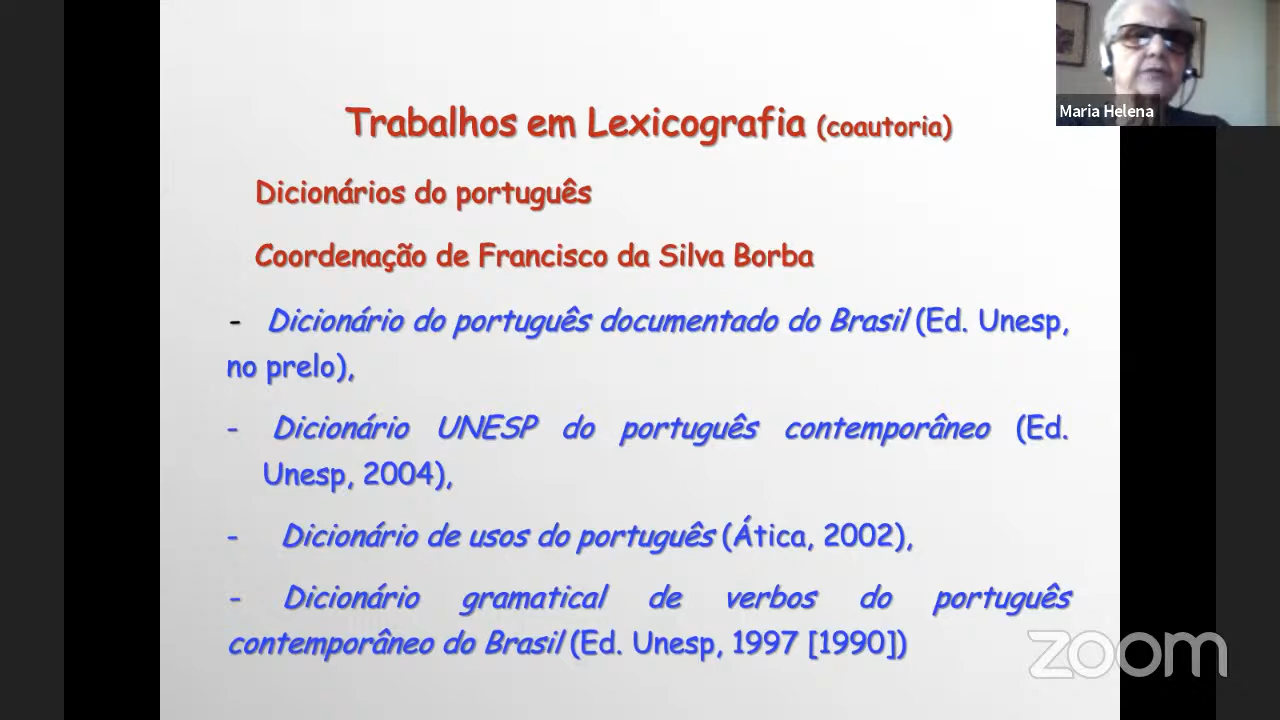 Trabalhos em Lexicografia (coautoria)
Maria Helena
Dicionários do português
Coordenação de Francisco da Silva Borba
- Dicionário do português documentado do Brasil (Ed. Unesp,
no prelo),
- Dicionário UNESP do português contemporâneo (Ed.
Unesp, 2004),
- Dicionário de usos do português (Ática, 2002),
- Dicionário gramatical de verbos do português
contemporâneo do Brasil (Ed. Unesp, 1997 [1990])
zoom